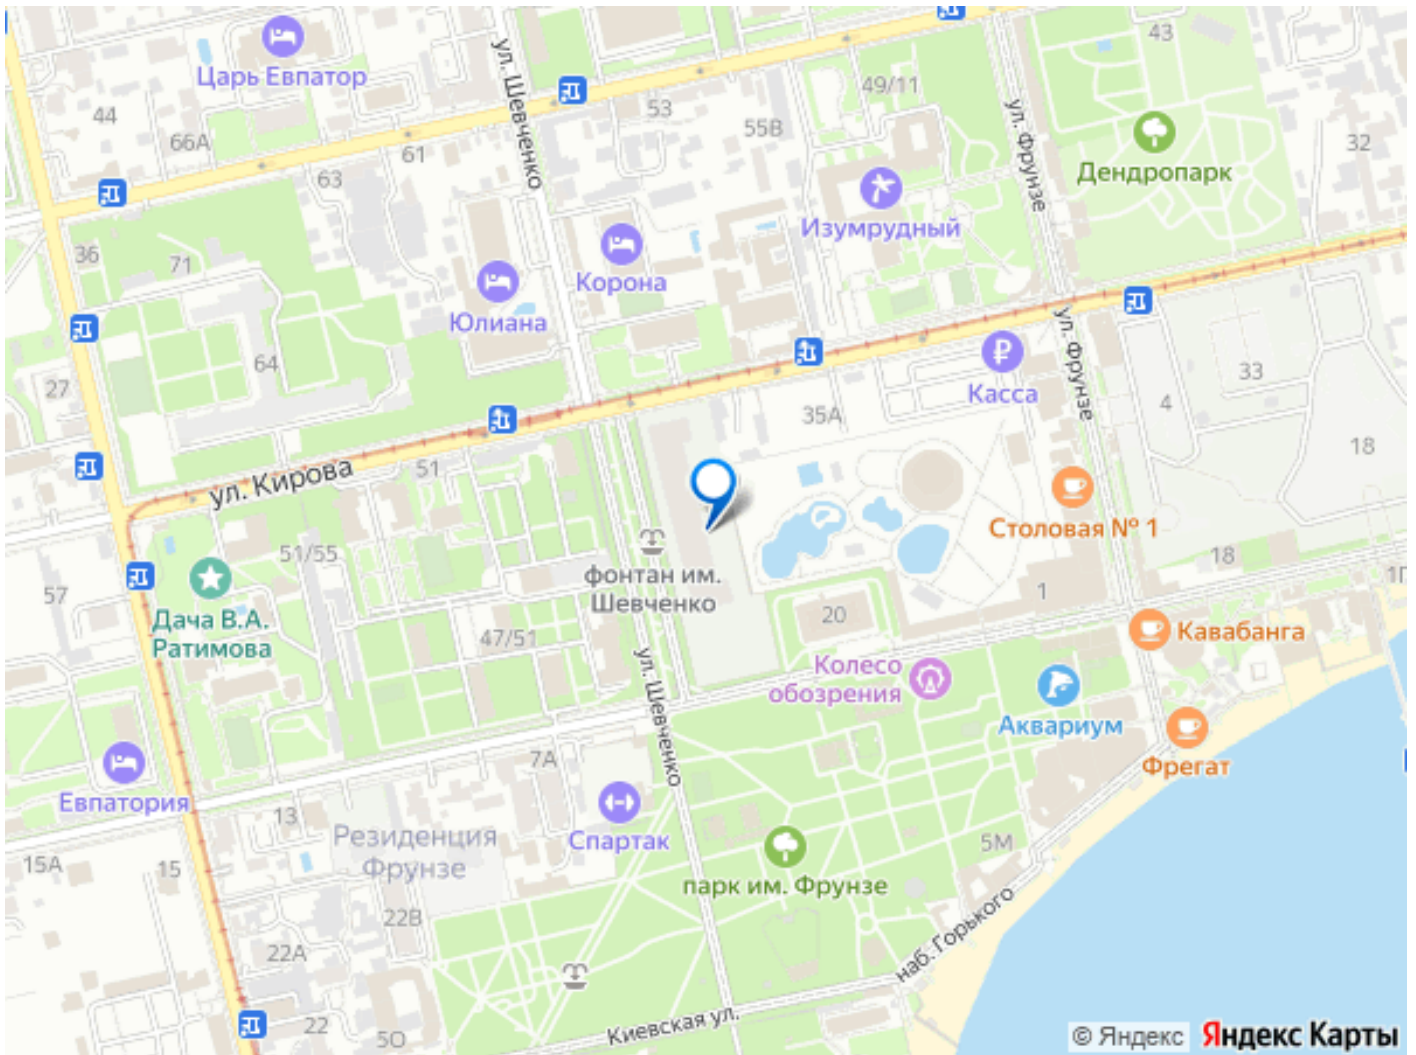 Царь Евпатор
44
66А
61
63
53
55В
49/11
43
32
ул. Шевченко
ул. Фрунзе
Дендропарк
Изумрудный
Корона
Юлиана
36
71
64
27
ул. Фрунзе
Касса
35А
33
4
18
51
ул. Кирова
Столовая № 1
51/55
57
фонтан им.
Шевченко
Дача В.А.
Ратимова
47/51
20
1
18
1П
Кавабанга
Колесо
обозрения
Аквариум
Фрегат
ул. Шевченко
7А
Евпатория
13
Спартак
Резиденция
Фрунзе
15А
15
5М
парк им. Фрунзе
22В
22А
22
50
наб. Горького
Киевская ул.
© Яндекс Яндекс Карты